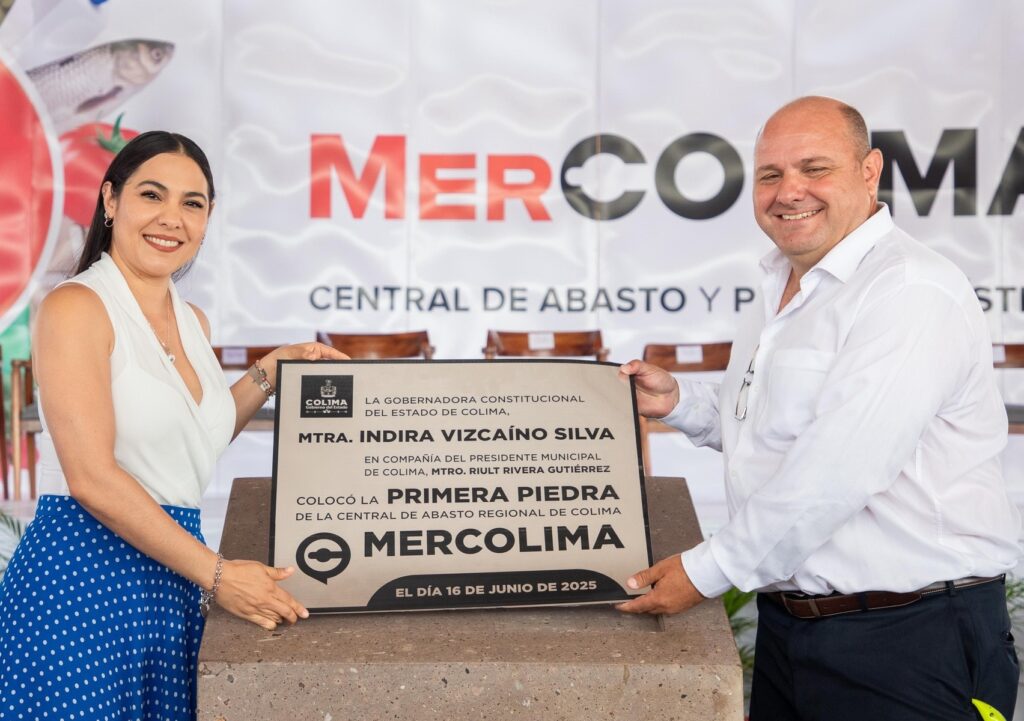 MERCO MA
CENTRAL DE ABASTO Y P
COLIMA
Gobierno del Estado
LA GOBERNADORA CONSTITUCIONAL
DEL ESTADO DE COLIMA,
MTRA. INDIRA VIZCAÍNO SILVA
EN COMPAÑÍA DEL PRESIDENTE MUNICIPAL
DE COLIMA, MTRO. RIULT RIVERA GUTIÉRREZ
COLOCÓ LA PRIMERA PIEDRA
DE LA CENTRAL DE ABASTO REGIONAL DE COLIMA
MERCOLIMA
EL DÍA 16 DE JUNIO DE 2025